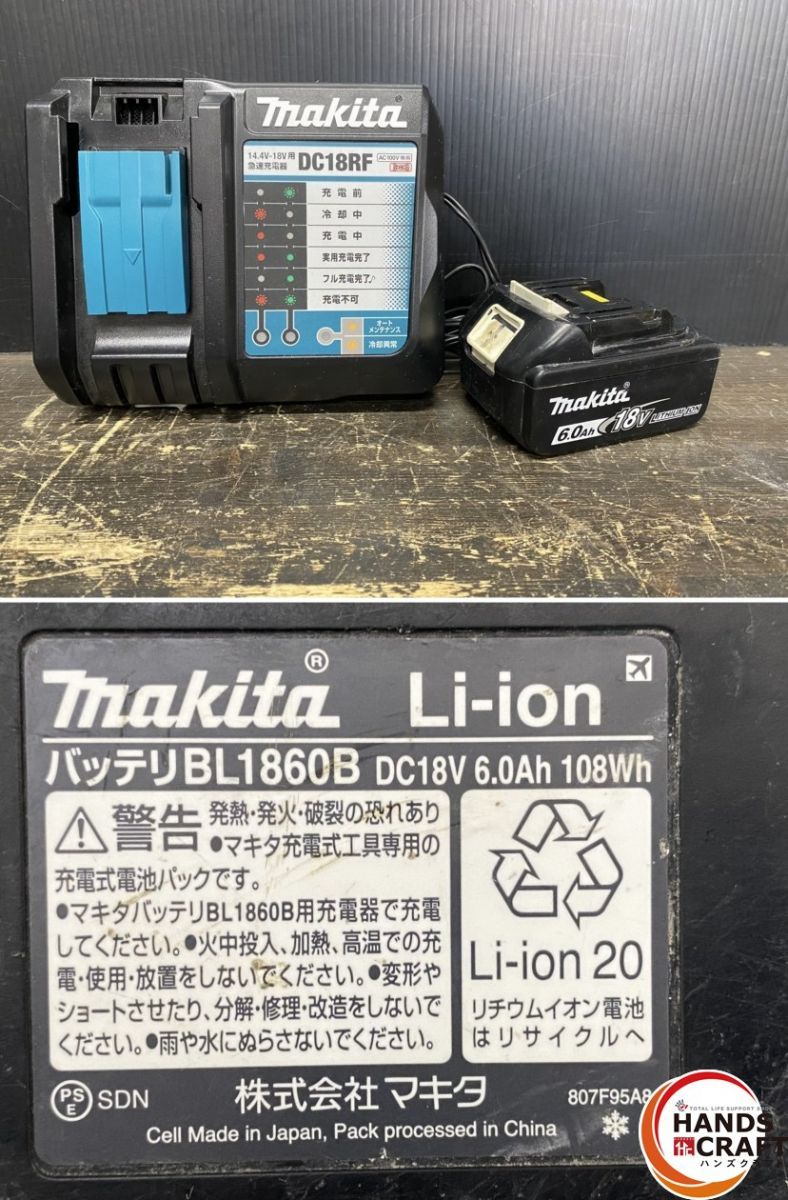 makita
14.4V-18V用
急速充電器 DC18RF
AC100V専用
充電前
冷却中
充電中
実用充電完了
フル充電完了♪
充電不可
オート
メンテナンス
冷却異常
makita
6.0Ah 18V LITHIUM-ION
makita® Li-ion
バッテリBL1860B DC18V 6.0Ah 108Wh
⚠警告 発熱・発火・破裂の恐れあり
●マキタ充電式工具専用の
充電式電池パックです。
●マキタバッテリBL1860B用充電器で充電
してください。●火中投入、加熱、高温での充
電・使用・放置をしないでください。●変形や
ショートさせたり、分解・修理・改造をしないで
ください。●雨や水にぬらさないでください。
Li-ion 20
リチウムイオン電池
はリサイクルへ
PS
E SDN 株式会社マキタ 807F95A8
Cell Made in Japan, Pack processed in China
TOTAL LIFE SUPPORT
HANDS
CRAFT
ハンズクラ